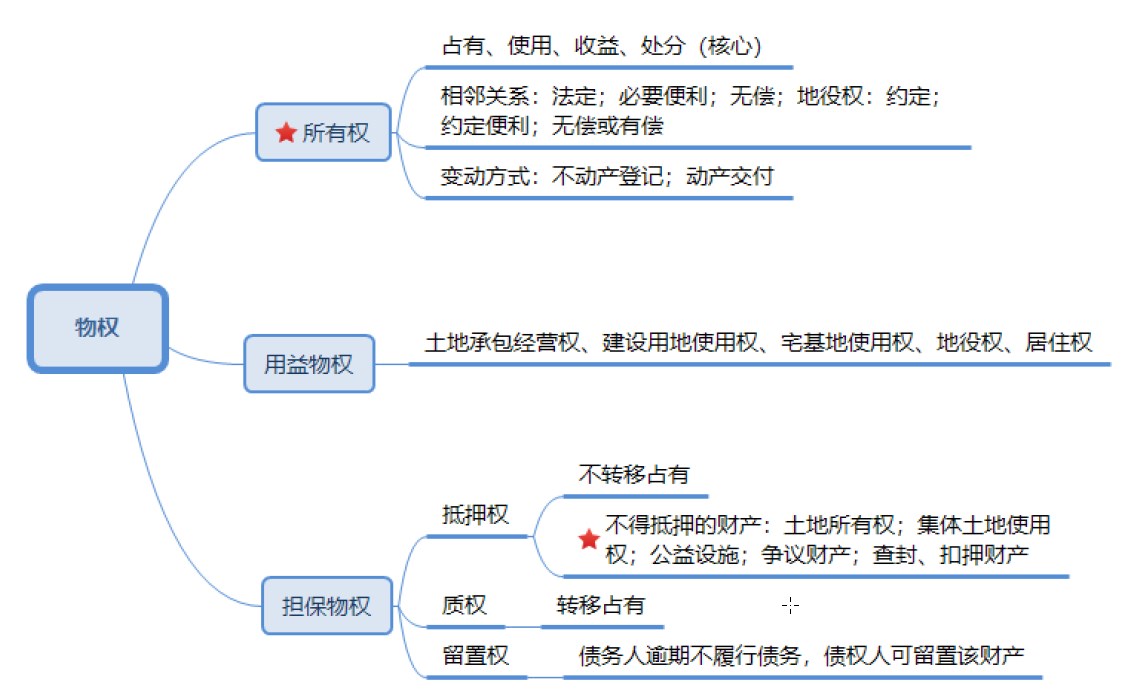 物权
所有权
占有、使用、收益、处分（核心）
相邻关系：法定；必要便利；无偿；地役权：约定；
约定便利；无偿或有偿
变动方式：不动产登记；动产交付
用益物权
土地承包经营权、建设用地使用权、宅基地使用权、地役权、居住权
担保物权
抵押权
不转移占有
不得抵押的财产：土地所有权；集体土地使用
权；公益设施；争议财产；查封、扣押财产
质权
转移占有
留置权
债务人逾期不履行债务，债权人可留置该财产